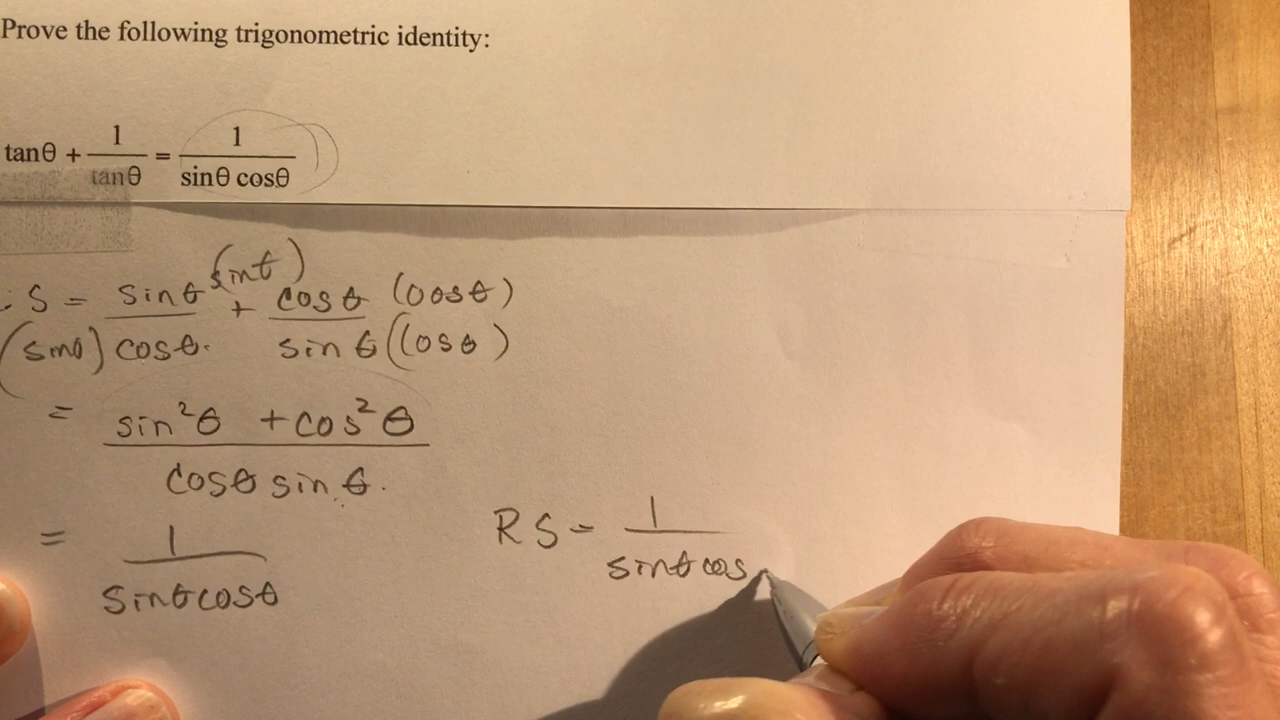 Prove the following trigonometric identity:
tanθ + 1/tanθ = 1/(sinθ cosθ)
S = sinθ(sinθ)/(sinθ)cosθ. + cosθ(cosθ)/sinθ(cosθ)
= sin²θ + cos²θ / cosθ sinθ.
= 1/sinθcosθ
RS = 1/sinθcos